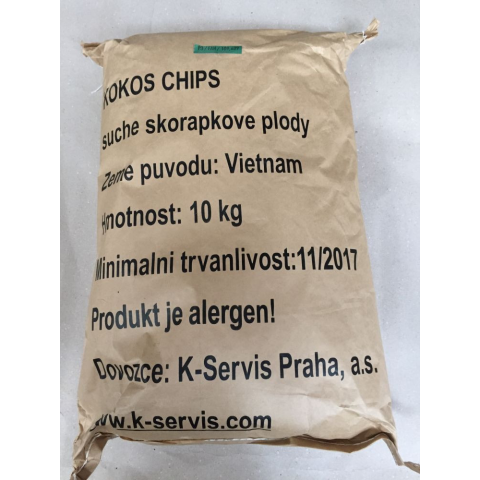 KOKOS CHIPS
suche skorapkove plody
Země puvodu: Vietnam
Hmotnost: 10 kg
Minimalni trvanlivost:11/2017
Produkt je alergen!
Dovozce: K-Servis Praha, a.s.
www.k-servis.com